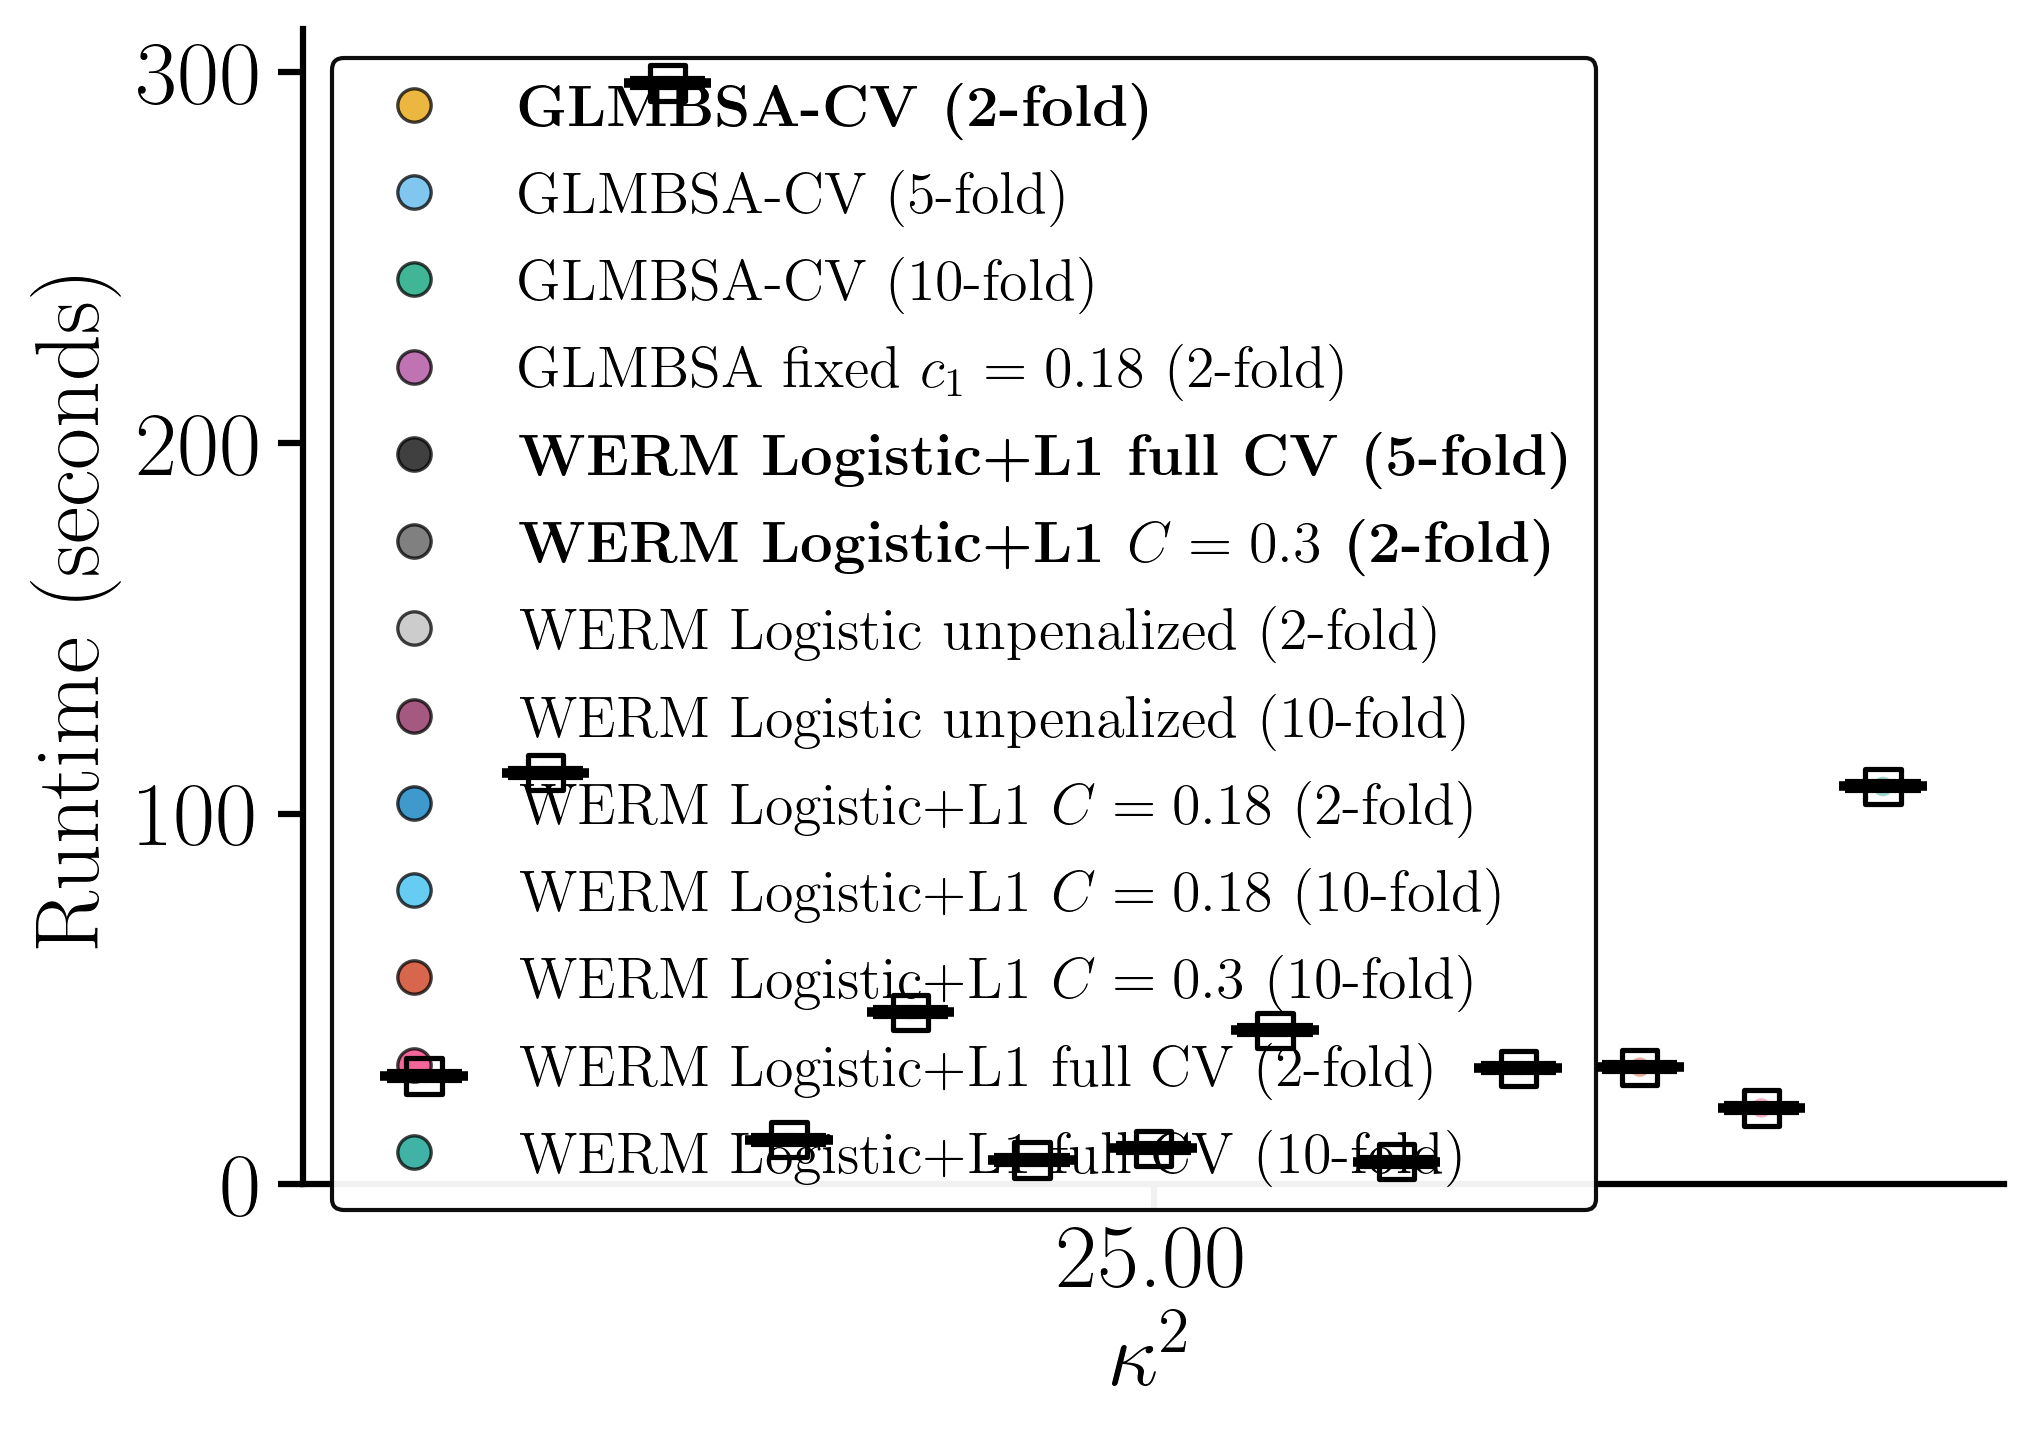 300
200
100
0
Runtime (seconds)
GLMBSA-CV (2-fold)
GLMBSA-CV (5-fold)
GLMBSA-CV (10-fold)
GLMBSA fixed c₁ = 0.18 (2-fold)
WERM Logistic+L1 full CV (5-fold)
WERM Logistic+L1 C = 0.3 (2-fold)
WERM Logistic unpenalized (2-fold)
WERM Logistic unpenalized (10-fold)
WERM Logistic+L1 C = 0.18 (2-fold)
WERM Logistic+L1 C = 0.18 (10-fold)
WERM Logistic+L1 C = 0.3 (10-fold)
WERM Logistic+L1 full CV (2-fold)
WERM Logistic+L1 full CV (10-fold)
25.00
κ²